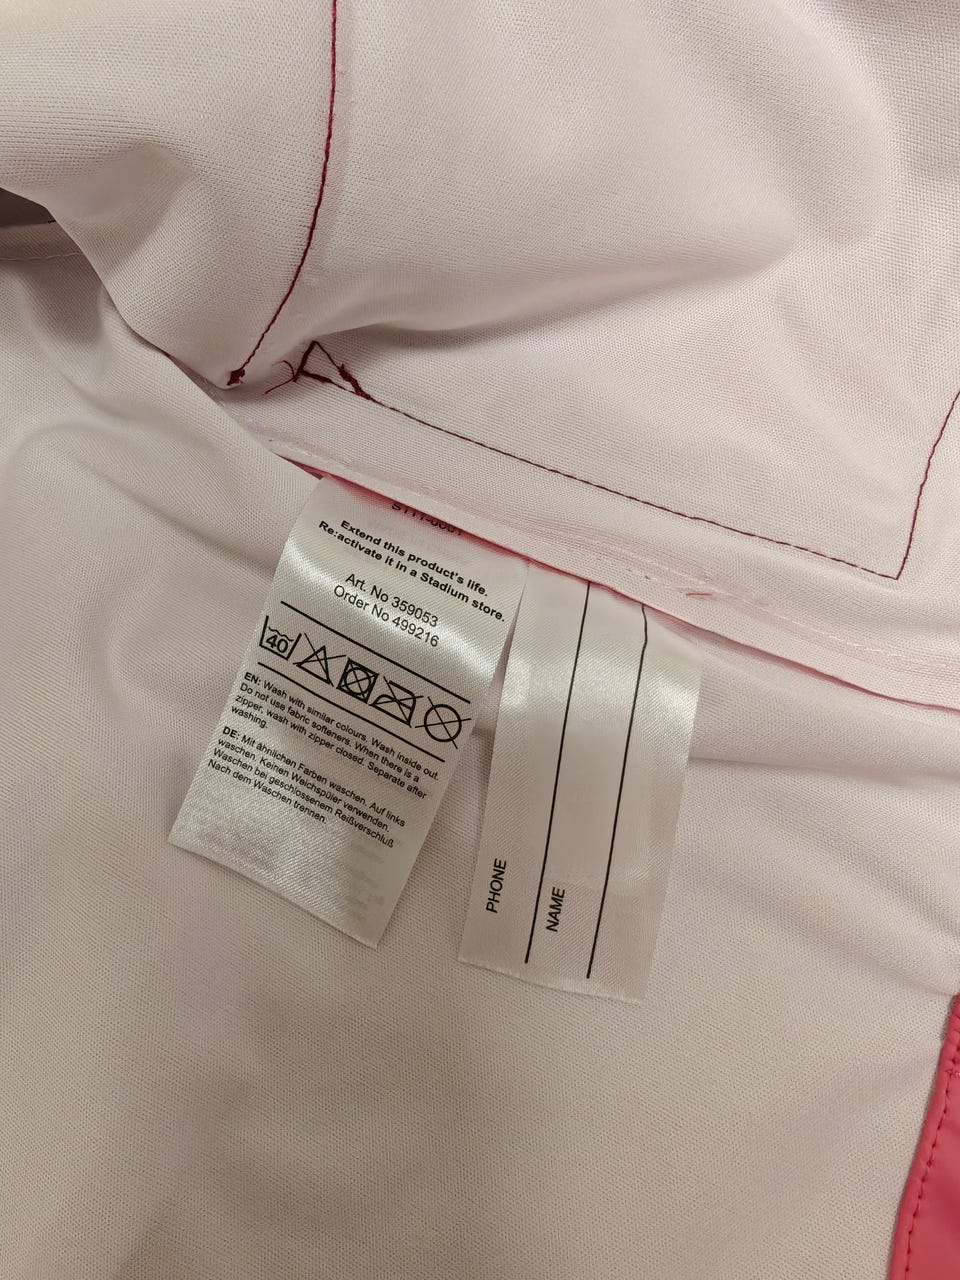 Extend this product's life.
Re:activate it in a Stadium store.
Art. No 359053
Order No 499216
40
EN: Wash with similar colours. Wash inside out.
Do not use fabric softeners. When there is a
zipper, wash with zipper closed. Separate after
washing.
DE: Mit ähnlichen Farben waschen. Auf links
waschen. Keinen Weichspüler verwenden.
Waschen bei geschlossenem Reißverschluß
Nach dem Waschen trennen.
PHONE
NAME